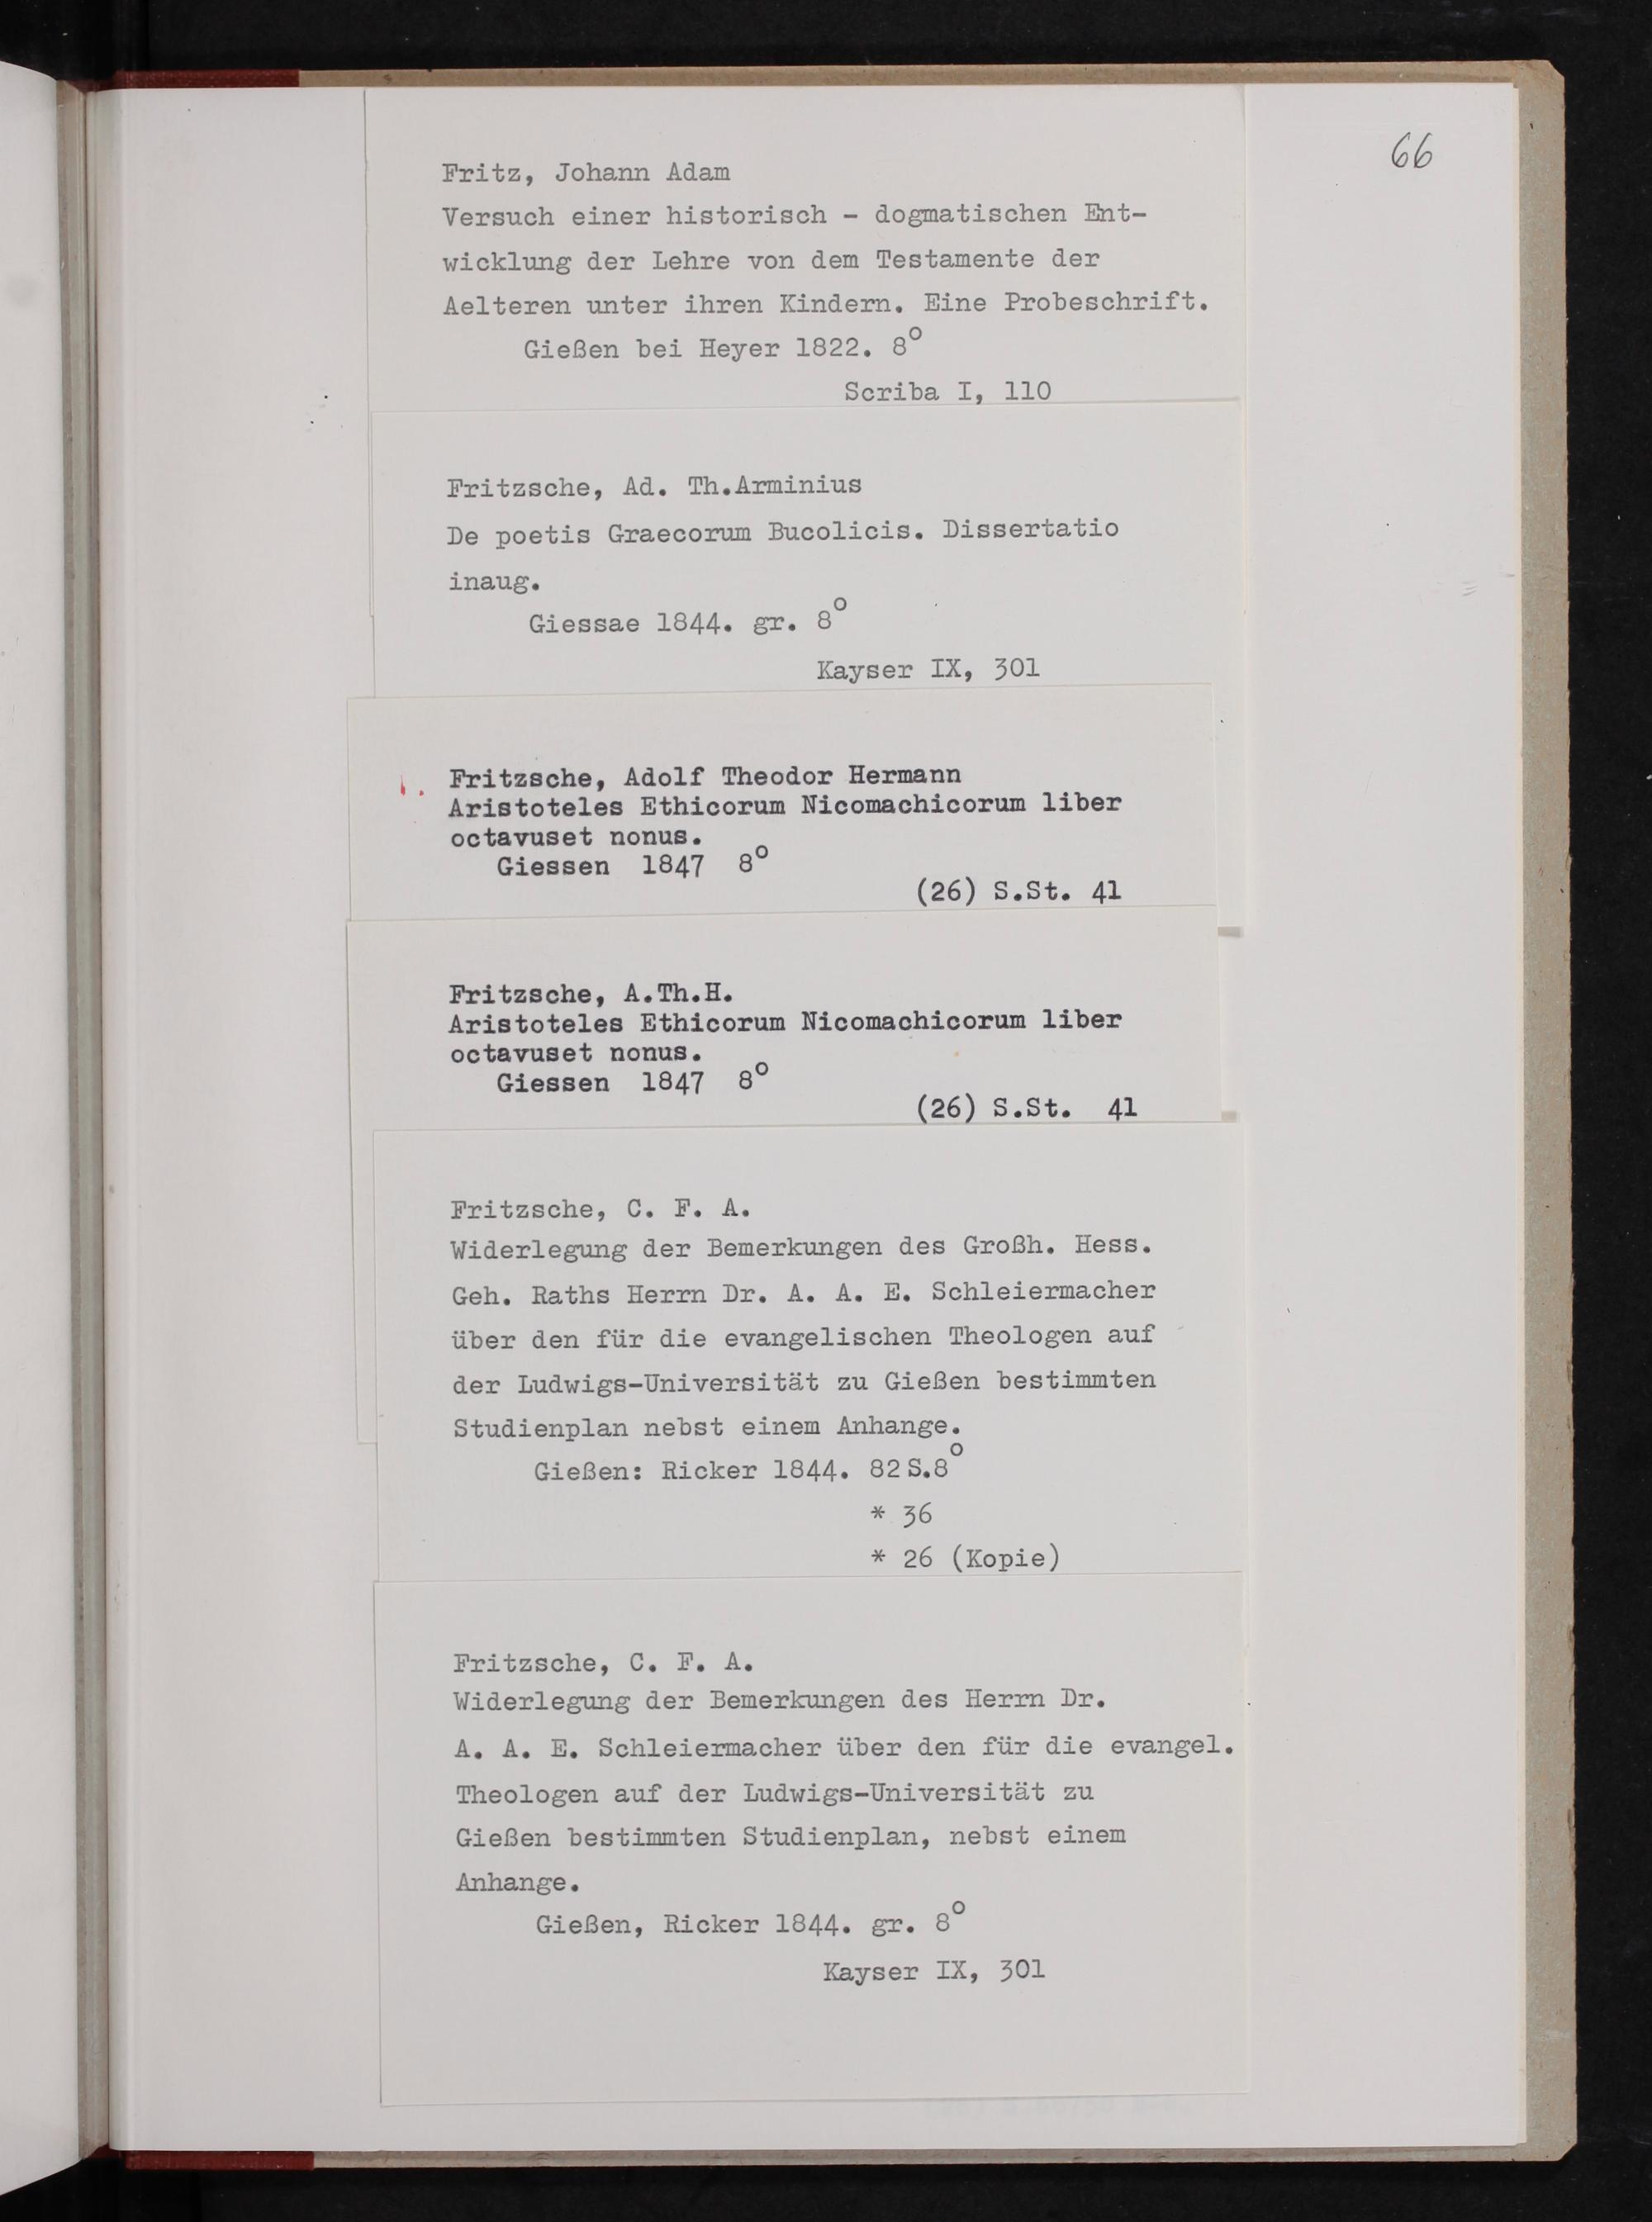 66
Fritz, Johann Adam
Versuch einer historisch - dogmatischen Ent-
wicklung der Lehre von dem Testamente der
Aelteren unter ihren Kindern. Eine Probeschrift.
Gießen bei Heyer 1822. 8°
Scriba I, 110
Fritzsche, Ad. Th.Arminius
De poetis Graecorum Bucolicis. Dissertatio
inaug.
Giessae 1844. gr. 8°
Kayser IX, 301
Fritzsche, Adolf Theodor Hermann
Aristoteles Ethicorum Nicomachicorum liber
octavuset nonus.
Giessen 1847 8°
(26) S.St. 41
Fritzsche, A.Th.H.
Aristoteles Ethicorum Nicomachicorum liber
octavuset nonus.
Giessen 1847 8°
(26) S.St. 41
Fritzsche, C. F. A.
Widerlegung der Bemerkungen des Großh. Hess.
Geh. Raths Herrn Dr. A. A. E. Schleiermacher
über den für die evangelischen Theologen auf
der Ludwigs-Universität zu Gießen bestimmten
Studienplan nebst einem Anhange.
Gießen: Ricker 1844. 82 S.8°
* 36
* 26 (Kopie)
Fritzsche, C. F. A.
Widerlegung der Bemerkungen des Herrn Dr.
A. A. E. Schleiermacher über den für die evangel.
Theologen auf der Ludwigs-Universität zu
Gießen bestimmten Studienplan, nebst einem
Anhange.
Gießen, Ricker 1844. gr. 8°
Kayser IX, 301